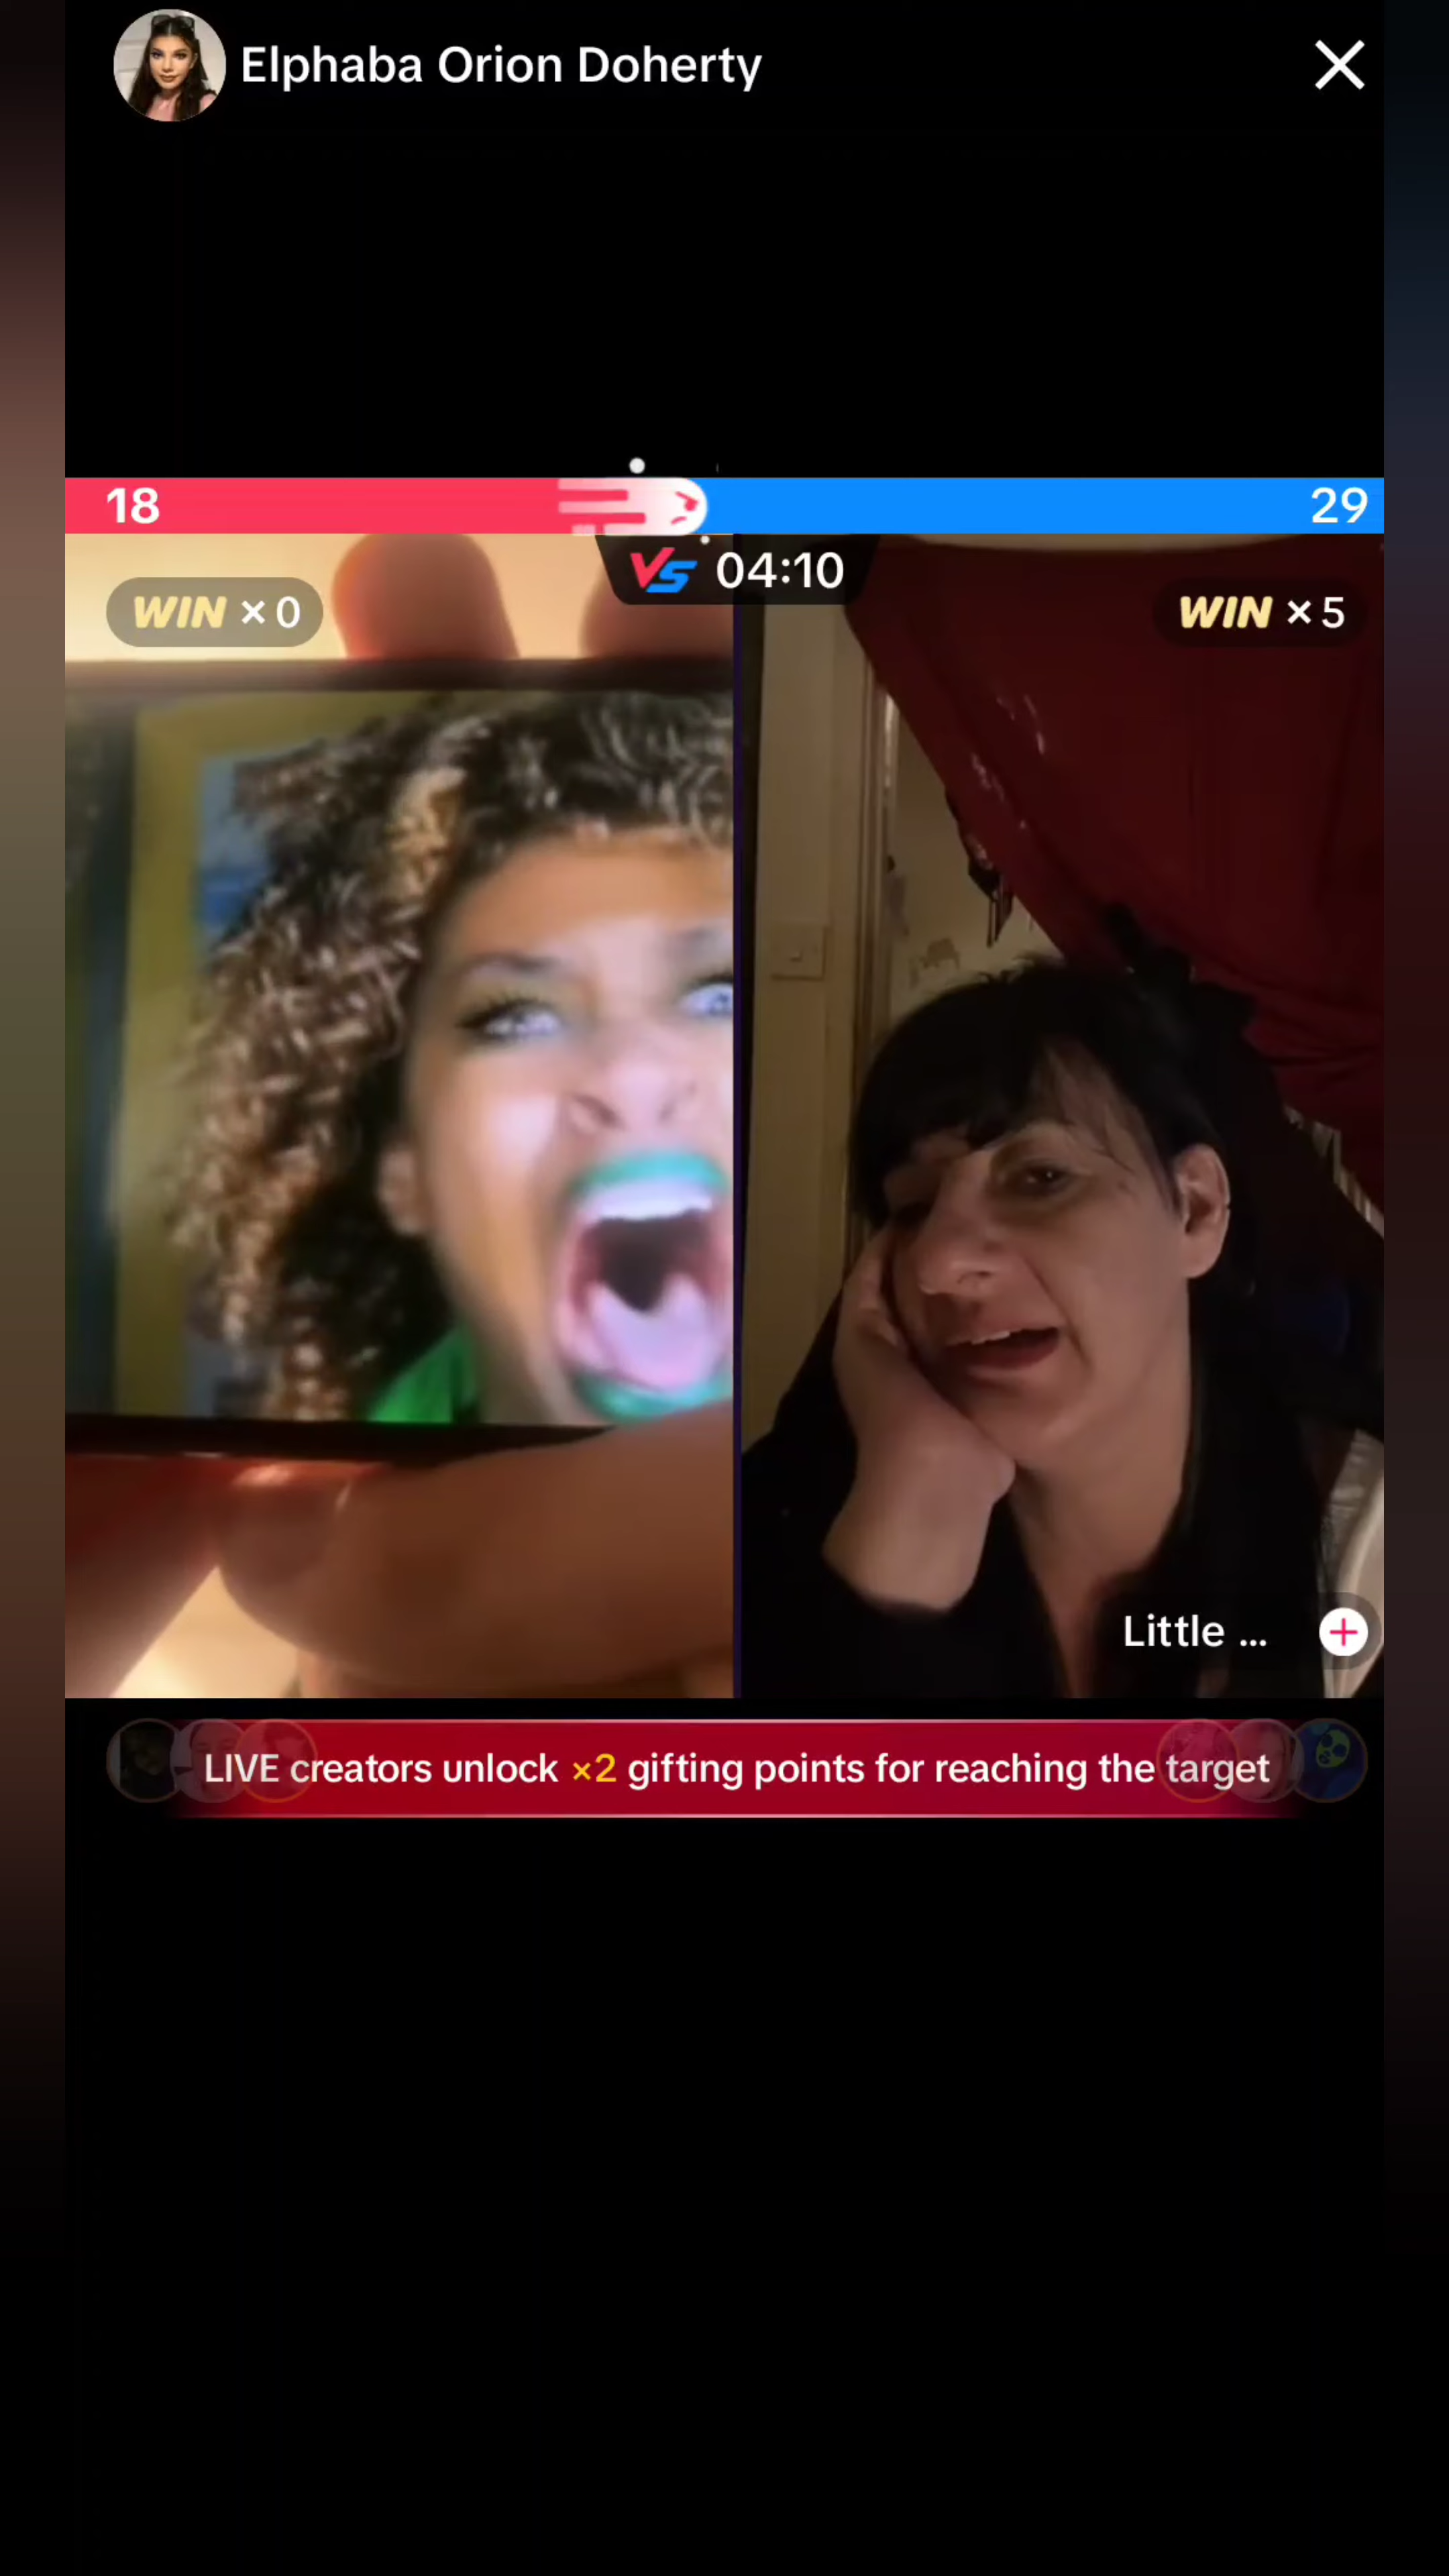 Elphaba Orion Doherty
18
29
VS 04:10
WIN ×0
WIN ×5
Little ...
LIVE creators unlock ×2 gifting points for reaching the target